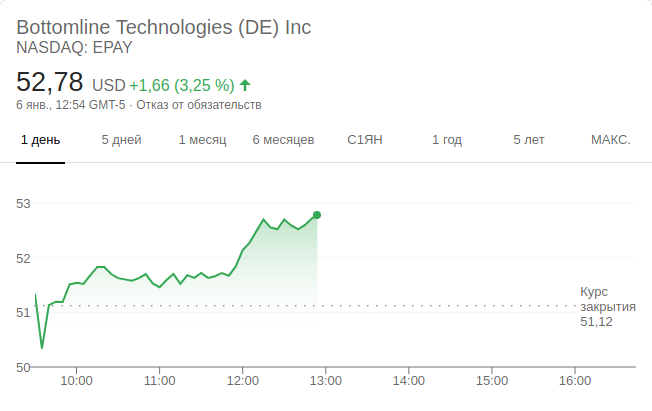 Bottomline Technologies (DE) Inc
NASDAQ: EPAY
52,78 USD +1,66 (3,25 %)
6 янв., 12:54 GMT-5 · Отказ от обязательств
1 день 5 дней 1 месяц 6 месяцев С1ЯН 1 год 5 лет МАКС.
53
52
51
50
Курс
закрытия
51,12
10:00 11:00 12:00 13:00 14:00 15:00 16:00